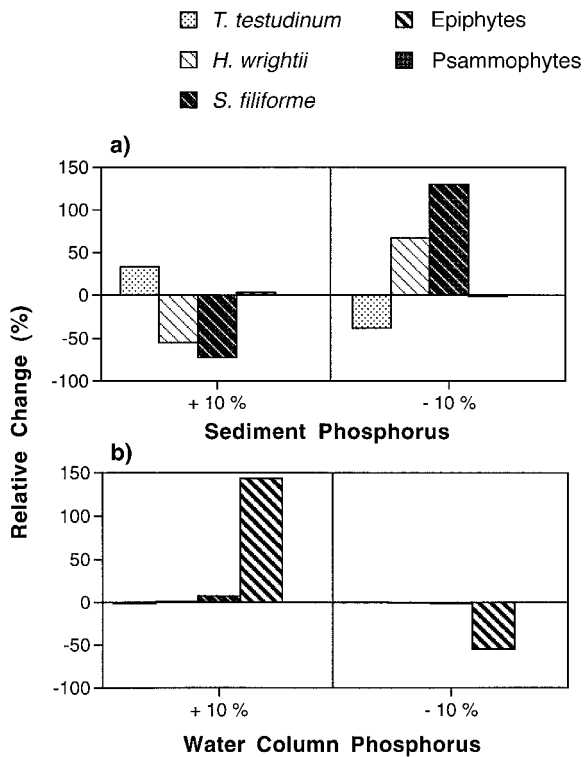 T. testudinum
Epiphytes
H. wrightii
Psammophytes
S. filiforme
a)
150
100
50
0
-50
-100
+ 10 %
- 10 %
Sediment Phosphorus
Relative Change (%)
b)
150
100
50
0
-50
-100
+ 10 %
- 10 %
Water Column Phosphorus